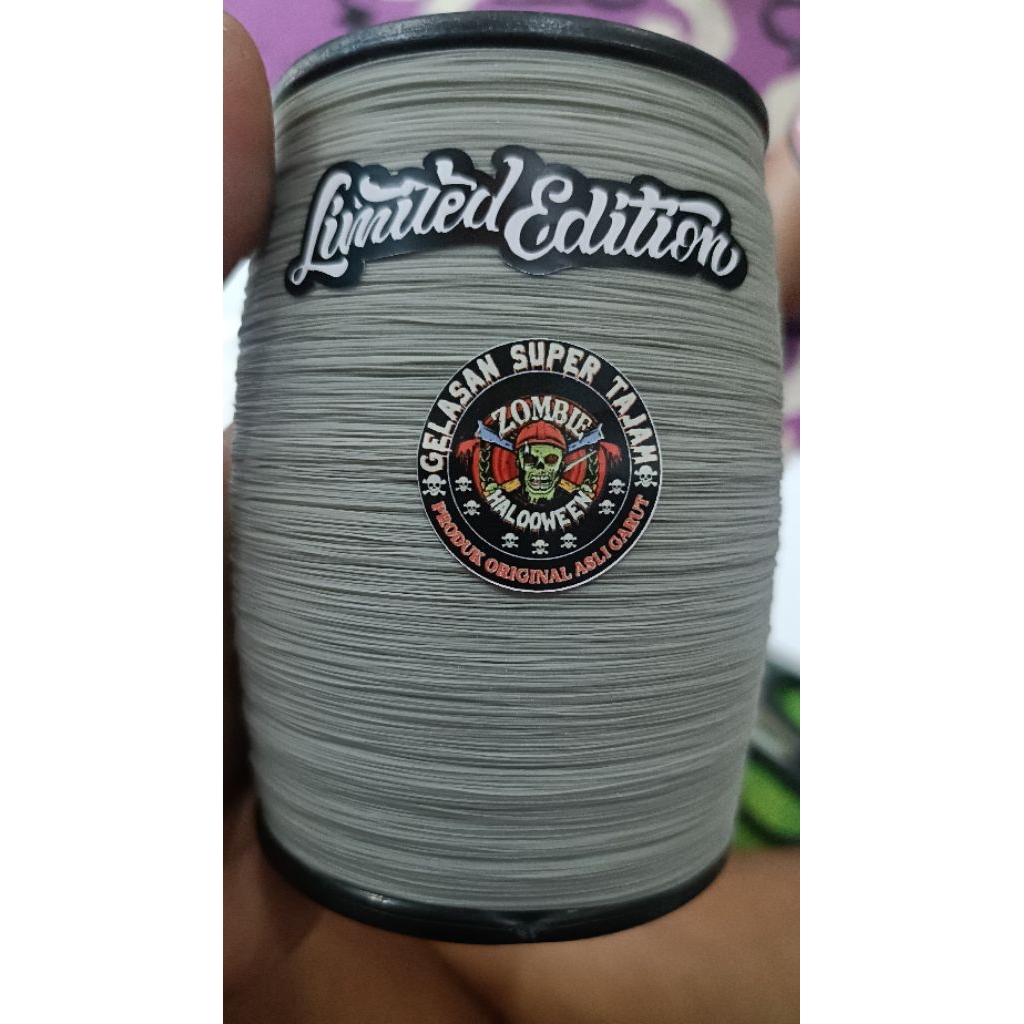 Limited Edition
GELASAN SUPER TAJAM
ZOMBIE
HALOOWEEN
PRODUK ORIGINAL ASLI GARUT